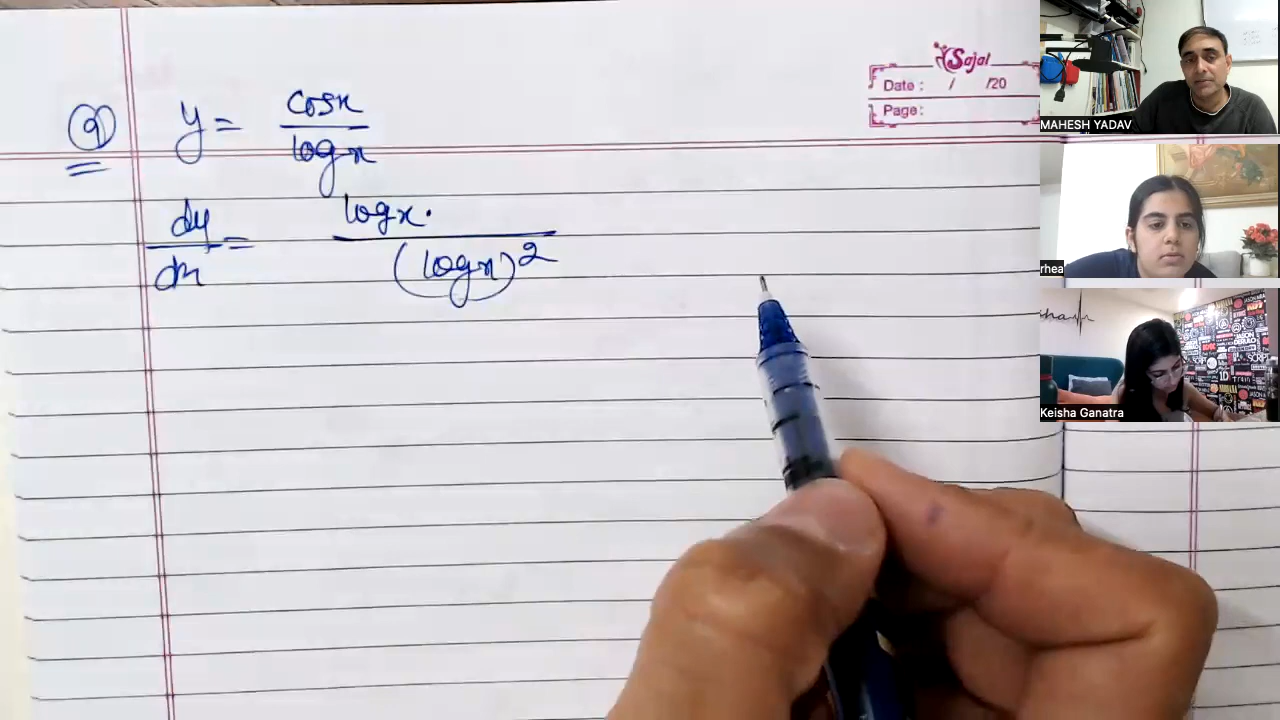 Sajal
Date : / /20
Page:
Q y = cosx / logx
dy/dx = logx. / (logx)2
MAHESH YADAV
rhea
Keisha Ganatra